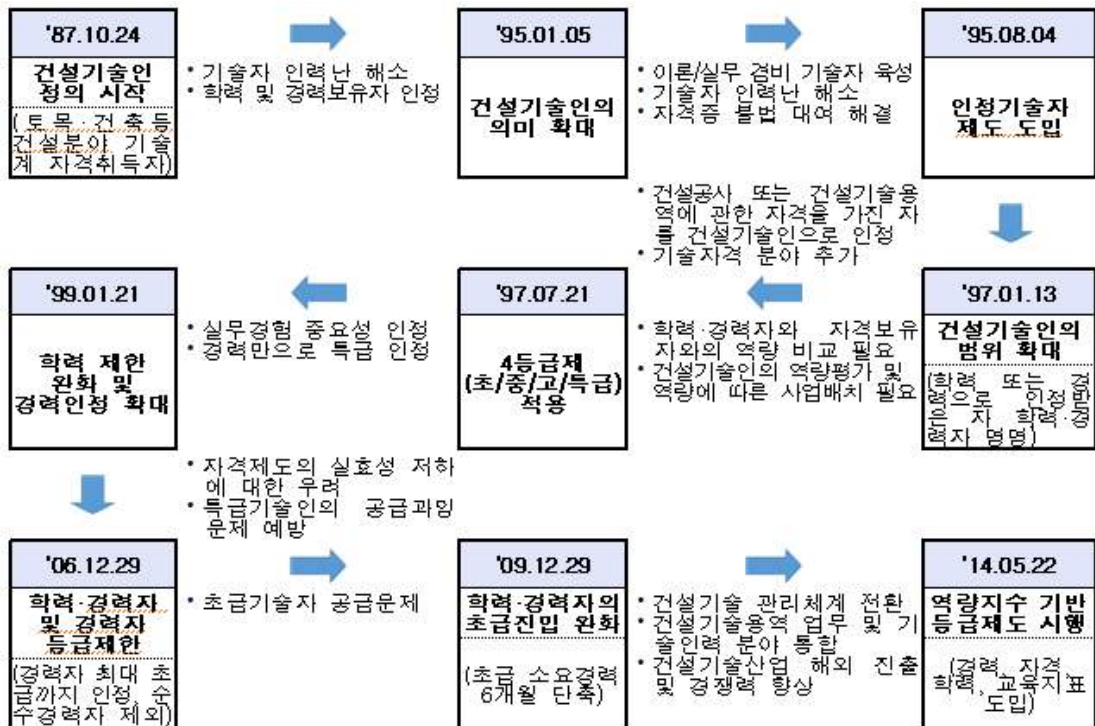 '87.10.24
건설기술인
정의 시작
(토목·건축등
건설분야 기술
계 자격취득자)
• 기술자 인력난 해소
• 학력 및 경력보유자 인정
'95.01.05
건설기술인의
의미 확대
• 이론/실무 겸비 기술자 육성
• 기술자 인력난 해소
• 자격증 불법 대여 해결
'95.08.04
인정기술자
제도 도입
• 건설공사 또는 건설기술용
역에 관한 자격을 가진 자
를 건설기술인으로 인정
• 기술자격 분야 추가
'97.01.13
건설기술인의
범위 확대
(학력 또는 경
력으로 인정받
은 자 학력·경
력자 명명)
• 학력·경력자와 자격보유
자와의 역량 비교 필요
• 건설기술인의 역량평가 및
역량에 따른 사업배치 필요
'97.07.21
4등급제
(초/중/고/특급)
적용
• 실무경험 중요성 인정
• 경력만으로 특급 인정
'99.01.21
학력 제한
완화 및
경력인정 확대
• 자격제도의 실효성 저하
에 대한 우려
• 특급기술인의 공급과잉
문제 예방
'06.12.29
학력·경력자
및 경력자
등급제한
(경력자 최대 초
급까지 인정, 순
수경력자 제외)
• 초급기술자 공급문제
'09.12.29
학력·경력자의
초급진입 완화
(초급 소요경력
6개월 단축)
• 건설기술 관리체계 전환
• 건설기술용역 업무 및 기
술인력 분야 통합
• 건설기술산업 해외 진출
및 경쟁력 향상
'14.05.22
역량지수 기반
등급제도 시행
(경력, 자격,
학력, 교육지표
도입)